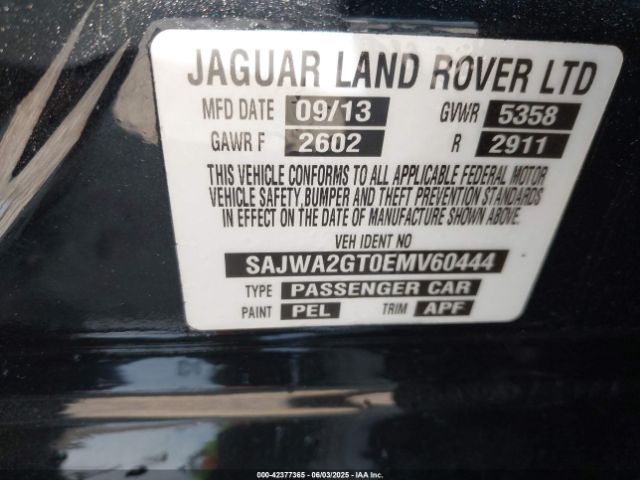 JAGUAR LAND ROVER LTD
MFD DATE 09/13 GVWR 5358
GAWR F 2602 R 2911
THIS VEHICLE CONFORMS TO ALL APPLICABLE FEDERAL MOTOR
VEHICLE SAFETY, BUMPER AND THEFT PREVENTION STANDARDS
IN EFFECT ON THE DATE OF MANUFACTURE SHOWN ABOVE.
VEH IDENT NO
SAJWA2GT0EMV60444
TYPE PASSENGER CAR
PAINT PEL TRIM APF
000-42377365 - 06/03/2025 - IAA Inc.